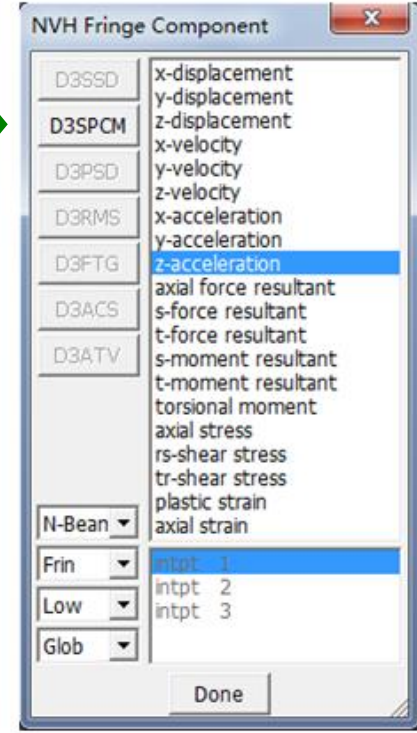 NVH Fringe Component
D3SSD
D3SPCM
D3PSD
D3RMS
D3FTG
D3ACS
D3ATV
x-displacement
y-displacement
z-displacement
x-velocity
y-velocity
z-velocity
x-acceleration
y-acceleration
z-acceleration
axial force resultant
s-force resultant
t-force resultant
s-moment resultant
t-moment resultant
torsional moment
axial stress
rs-shear stress
tr-shear stress
plastic strain
axial strain
N-Bean
Frin
Low
Glob
intpt 1
intpt 2
intpt 3
Done